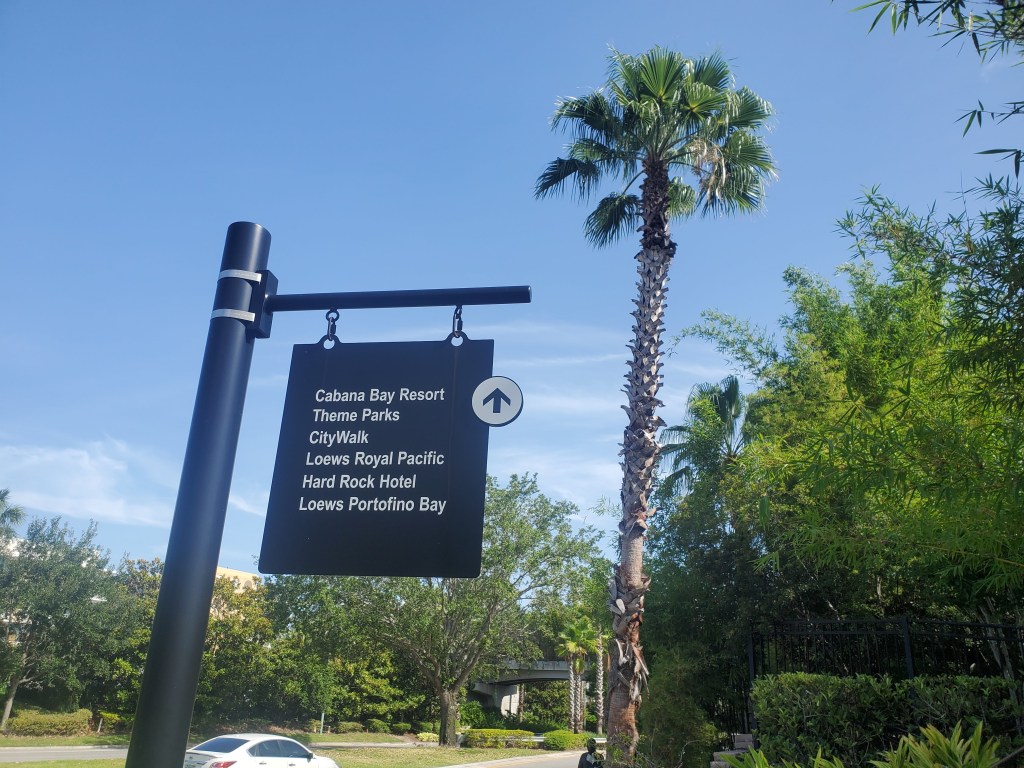 Cabana Bay Resort
Theme Parks
CityWalk
Loews Royal Pacific
Hard Rock Hotel
Loews Portofino Bay